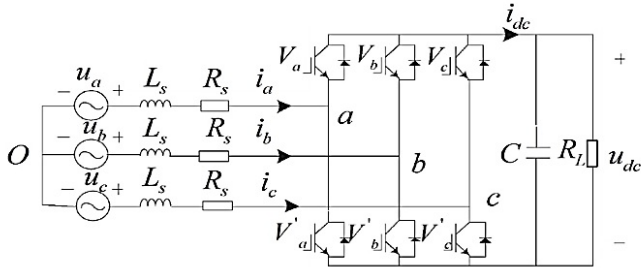 i_dc
V_a V_b V_c
+
− u_a + L_s R_s i_a
a
− u_b + L_s R_s i_b
O
b
C R_L u_dc
− u_c + L_s R_s i_c
c
V'_a V'_b V'_c
−